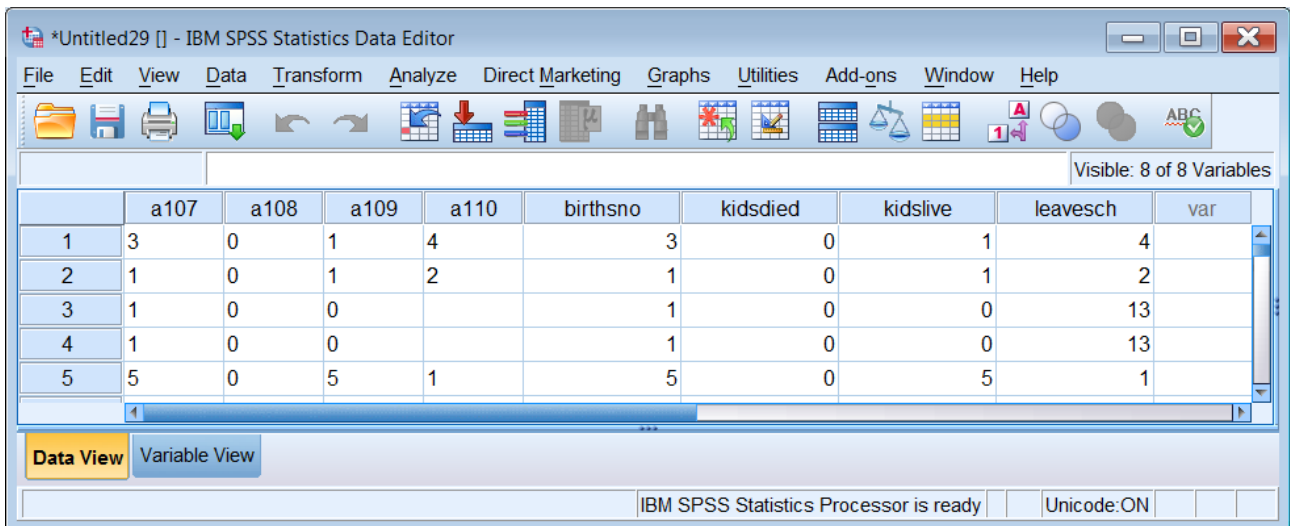 *Untitled29 [] - IBM SPSS Statistics Data Editor
File Edit View Data Transform Analyze Direct Marketing Graphs Utilities Add-ons Window Help
A
1
ABC
Visible: 8 of 8 Variables
a107 a108 a109 a110 birthsno kidsdied kidslive leavesch var
1 3 0 1 4 3 0 1 4
2 1 0 1 2 1 0 1 2
3 1 0 0 1 0 0 13
4 1 0 0 1 0 0 13
5 5 0 5 1 5 0 5 1
Data View Variable View
IBM SPSS Statistics Processor is ready Unicode:ON